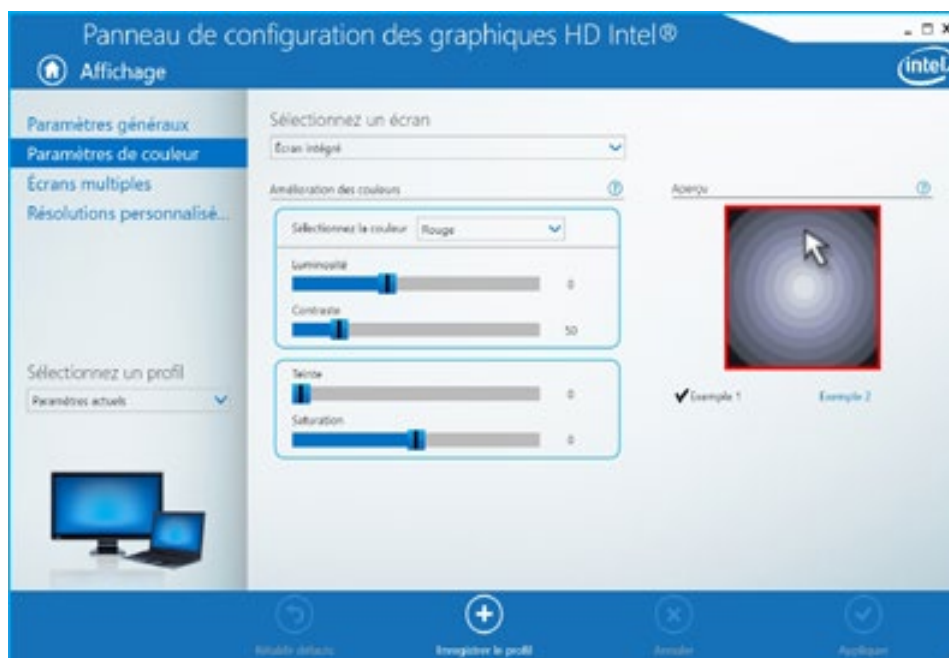 Panneau de configuration des graphiques HD Intel®
Affichage
intel
Paramètres généraux
Paramètres de couleur
Écrans multiples
Résolutions personnalisé...
Sélectionnez un profil
Paramètres actuels
Sélectionnez un écran
Écran intégré
Amélioration des couleurs
Sélectionnez la couleur Rouge
Luminosité
0
Contraste
50
Teinte
0
Saturation
0
Aperçu
Exemple 1 Exemple 2
Rétablir défauts Enregistrer le profil Annuler Appliquer